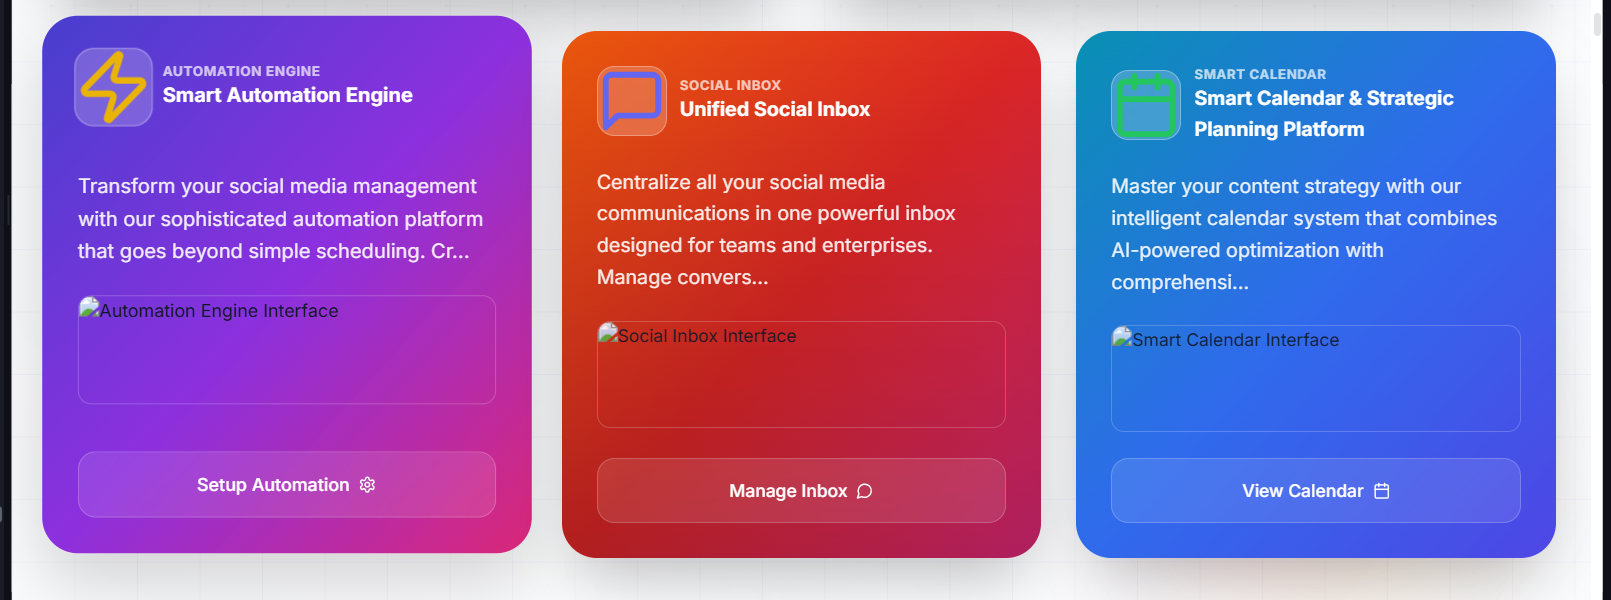 AUTOMATION ENGINE
Smart Automation Engine
Transform your social media management
with our sophisticated automation platform
that goes beyond simple scheduling. Cr...
Automation Engine Interface
Setup Automation
SOCIAL INBOX
Unified Social Inbox
Centralize all your social media
communications in one powerful inbox
designed for teams and enterprises.
Manage convers...
Social Inbox Interface
Manage Inbox
SMART CALENDAR
Smart Calendar & Strategic
Planning Platform
Master your content strategy with our
intelligent calendar system that combines
AI-powered optimization with
comprehensi...
Smart Calendar Interface
View Calendar